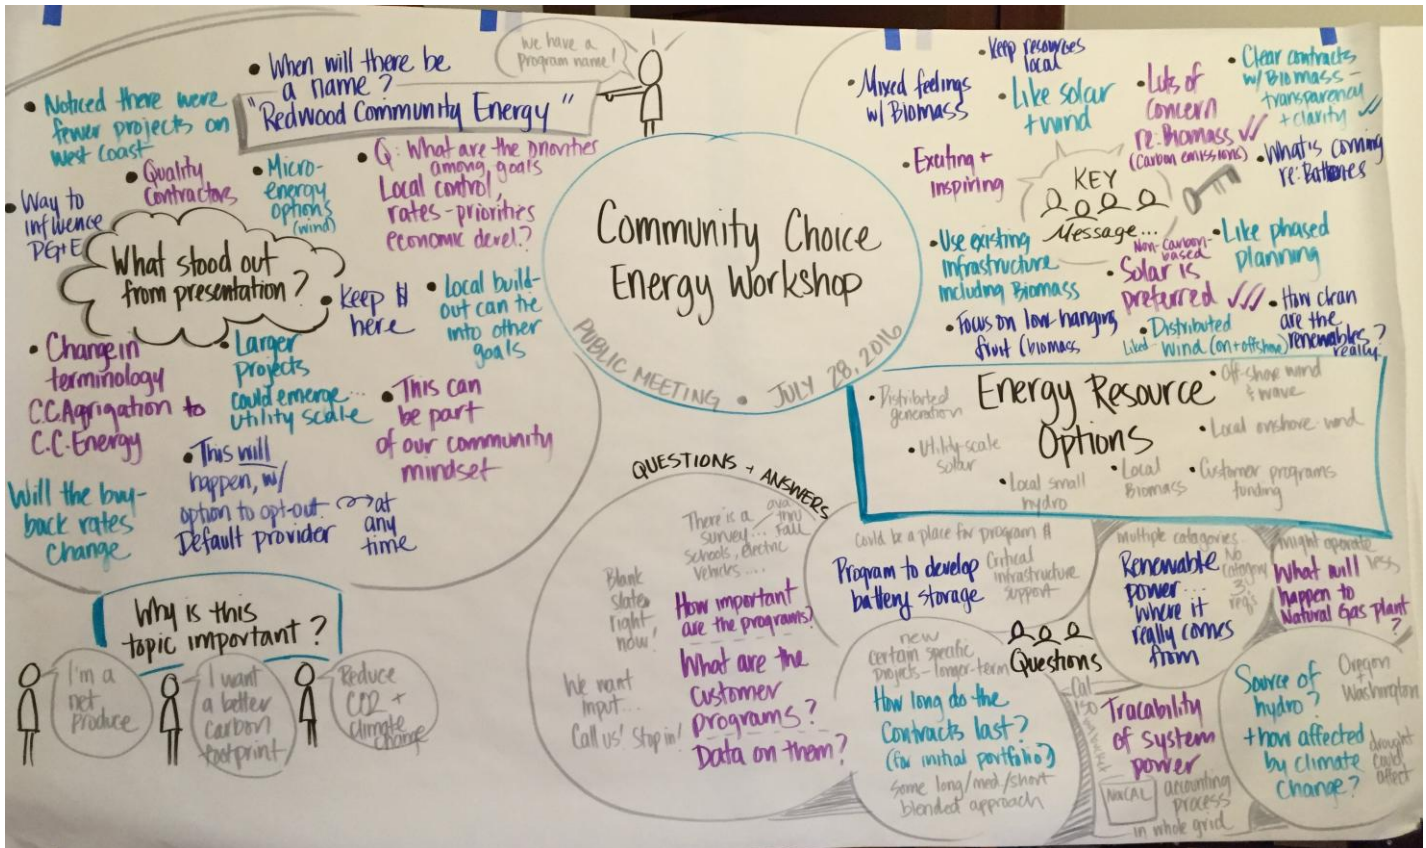 we have a
program name!
• When will there be
a name?
"Redwood Community Energy"
• Noticed there were
fewer projects on
west coast
• Quality
Contractors
• Micro-
energy
options
(wind)
• Q: What are the priorities
among goals
Local control,
rates-priorities
economic devel.?
• Way to
influence
PG+E
What stood out
from presentation?
• Keep $
here
• Local build-
out can tie
into other
goals
• Change in
terminology
C.C.Agrigation to
C.C.Energy
• Larger
Projects
could emerge...
utility scale
• This can
be part
of our community
mindset
Will the buy-
back rates
change
• This will
happen, w/
option to opt-out → at
any
time
Default provider
Why is this
topic important?
I'm a
net
Produce
I want
a better
carbon
footprint
Reduce
CO2 +
climate
change
Community Choice
Energy Workshop
PUBLIC MEETING • JULY 28, 2016
• Mixed feelings
w/ Biomass
• Keep resources
local
• Like solar
+ wind
• Lots of
concern
re: Biomass ✓✓
(Carbon emissions)
• Clear contracts
w/ Biomass -
transparency
+ clarity ✓
• Exciting +
Inspiring
KEY
Message...
• What is coming
re: Batteries
• Use existing
infrastructure
including Biomass
Non-Carbon-
based
• Solar is
preferred ✓✓✓
• Like phased
planning
• Focus on low-hanging
fruit (biomass
• Distributed
Liked wind (on+offshore)
• How clean
are the
renewables?
really
Energy Resource
Options
• Distributed
generation
• Utility-scale
solar
• Local small
hydro
• Local
Biomass
• Off-shore wind
& wave
• Local onshore wind
• Customer programs
funding
QUESTIONS + ANSWERS
There is a
survey...
thru
Fall
schools, electric
vehicles....
Blank
slate
right
now!
How important
are the programs?
We want
input...
Call us! Stop in!
What are the
customer
programs?
Data on them?
Could be a place for program $
Program to develop
battery storage
Critical
infrastructure
support
Questions
new
certain specific
projects-longer-term
How long do the
Contracts last?
(for initial portfolio?)
Some long/med./short
blended approach
multiple catagories
Renewable
power...
where it
really comes
from
No
category
3
req's
might operate
less,
What will
happen to
Natural Gas plant
?
Cal
ISO
Tracability
of system
power
NorCAL
accounting
process
in whole grid
Source of
hydro?
+ how affected
by climate
change?
Oregon
+
Washington
drought
could
affect